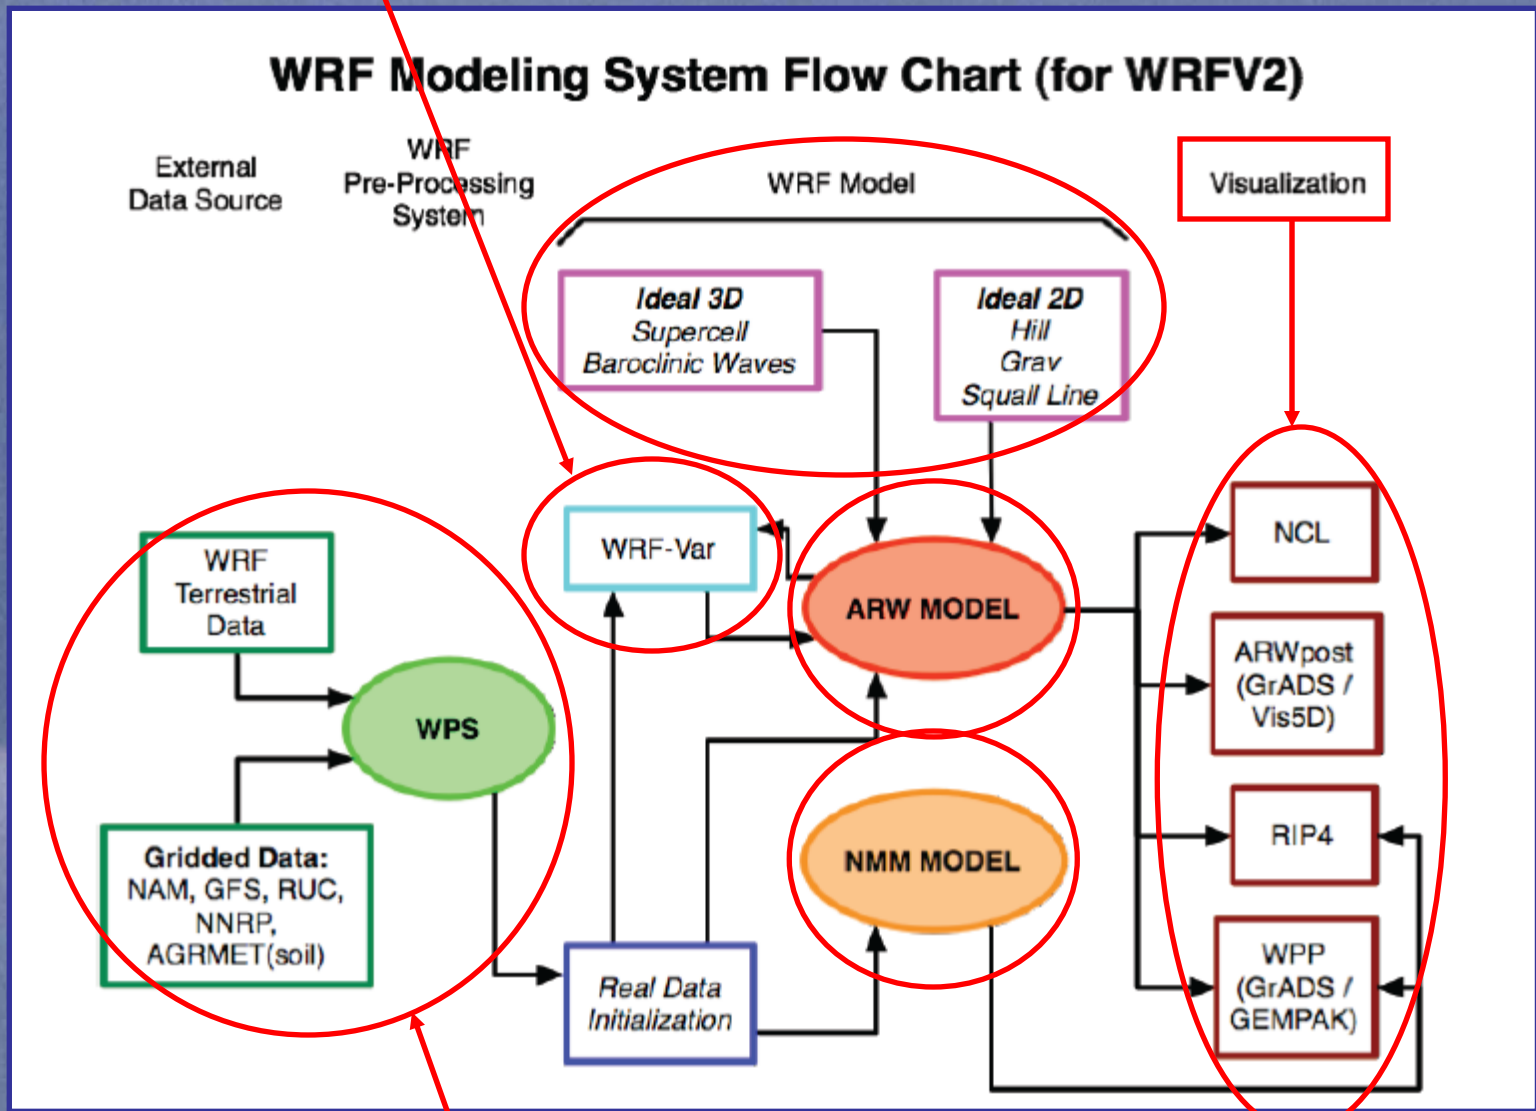 WRF Modeling System Flow Chart (for WRFV2)
External
Data Source
WRF
Pre-Processing
System
WRF Model
Visualization
Ideal 3D
Supercell
Baroclinic Waves
Ideal 2D
Hill
Grav
Squall Line
WRF
Terrestrial
Data
WPS
Gridded Data:
NAM, GFS, RUC,
NNRP,
AGRMET(soil)
WRF-Var
Real Data
Initialization
ARW MODEL
NMM MODEL
NCL
ARWpost
(GrADS /
Vis5D)
RIP4
WPP
(GrADS /
GEMPAK)